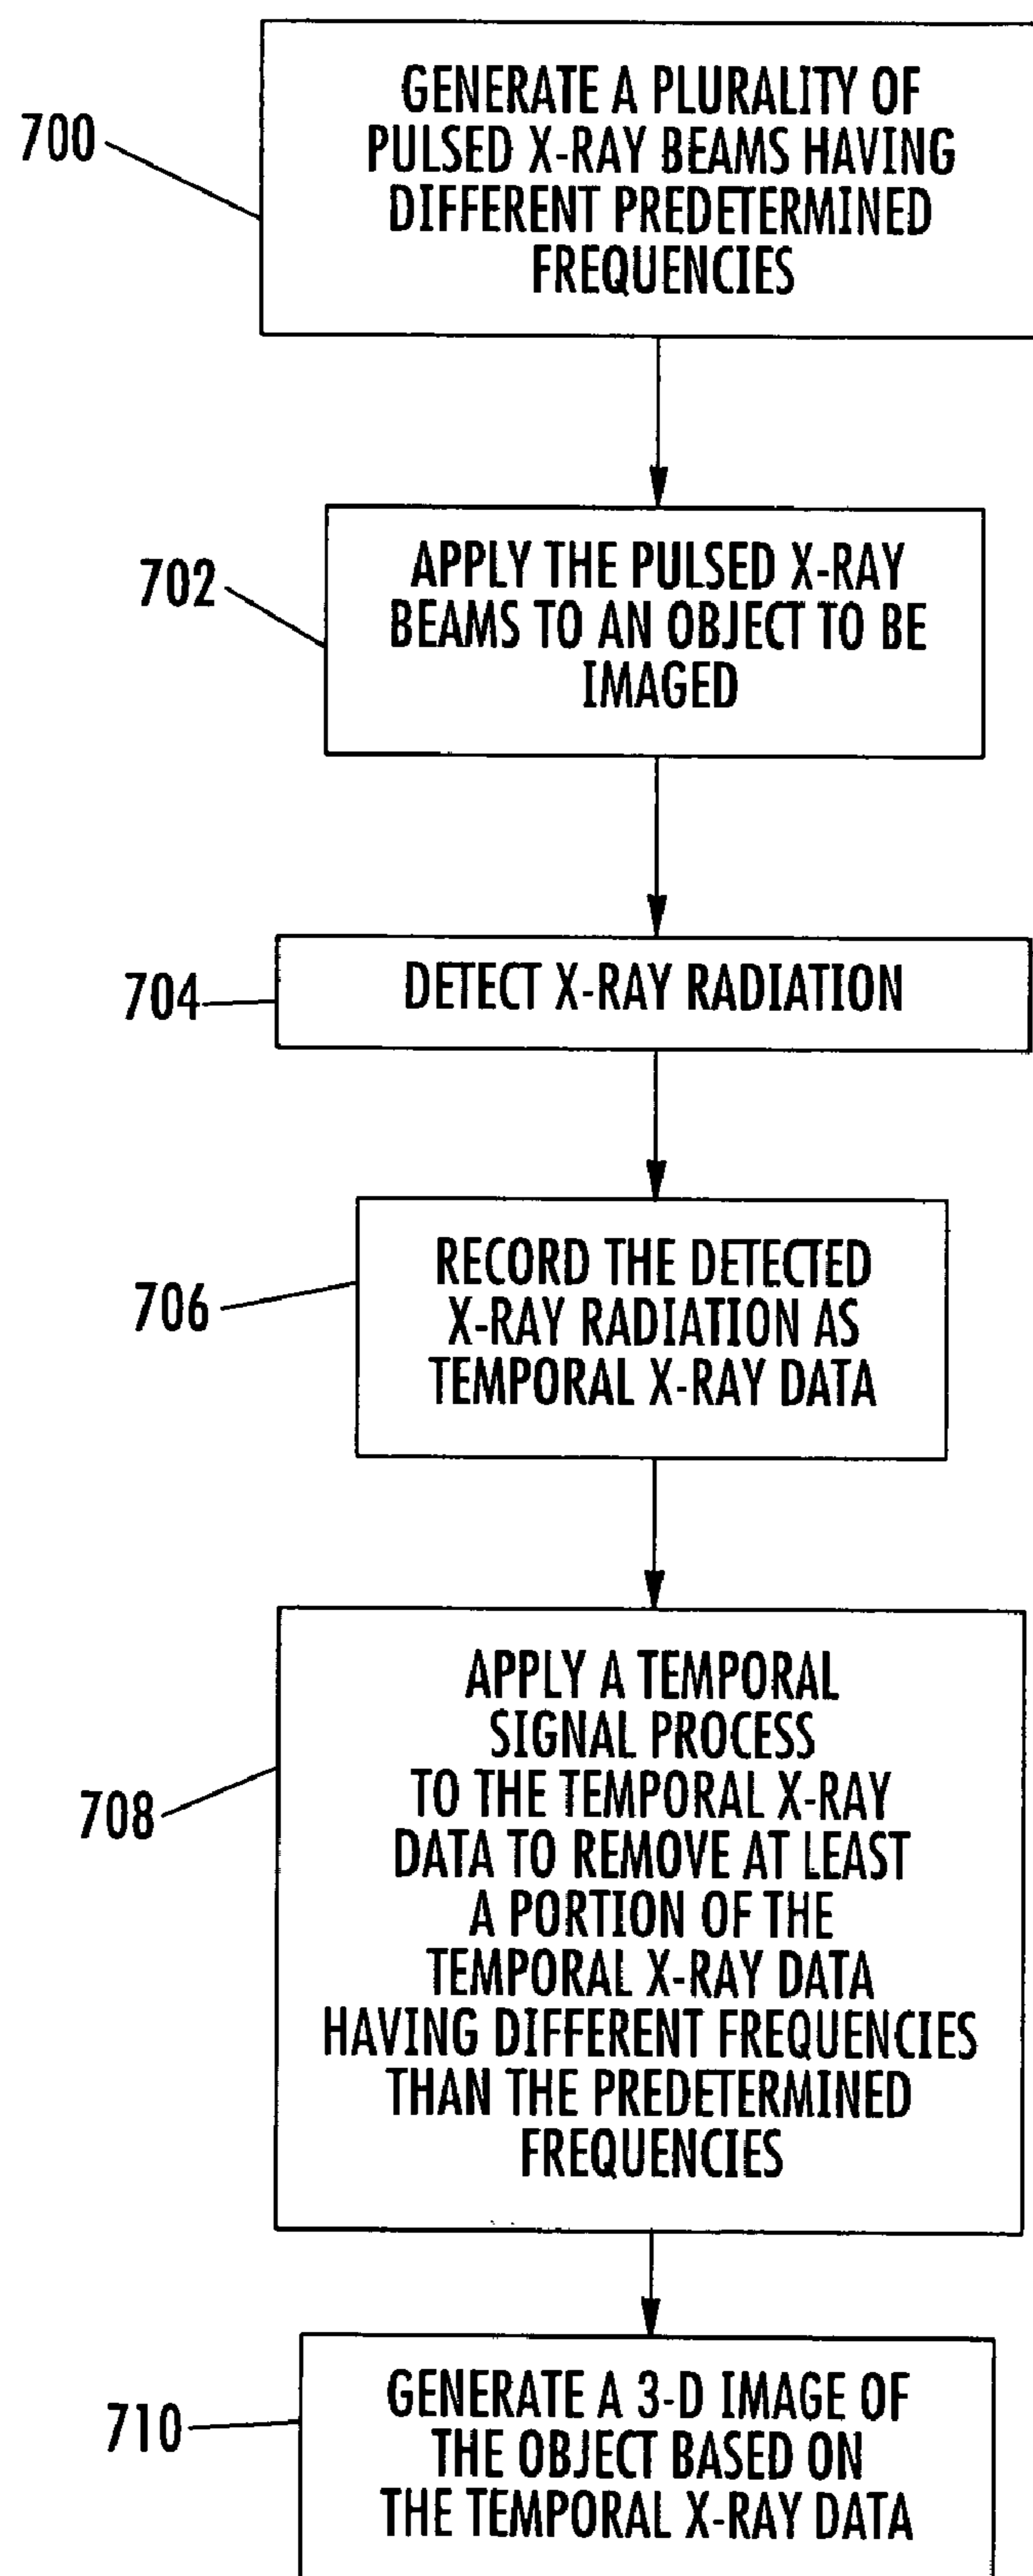 700
GENERATE A PLURALITY OF
PULSED X-RAY BEAMS HAVING
DIFFERENT PREDETERMINED
FREQUENCIES
702
APPLY THE PULSED X-RAY
BEAMS TO AN OBJECT TO BE
IMAGED
704
DETECT X-RAY RADIATION
706
RECORD THE DETECTED
X-RAY RADIATION AS
TEMPORAL X-RAY DATA
708
APPLY A TEMPORAL
SIGNAL PROCESS
TO THE TEMPORAL X-RAY
DATA TO REMOVE AT LEAST
A PORTION OF THE
TEMPORAL X-RAY DATA
HAVING DIFFERENT FREQUENCIES
THAN THE PREDETERMINED
FREQUENCIES
710
GENERATE A 3-D IMAGE OF
THE OBJECT BASED ON
THE TEMPORAL X-RAY DATA